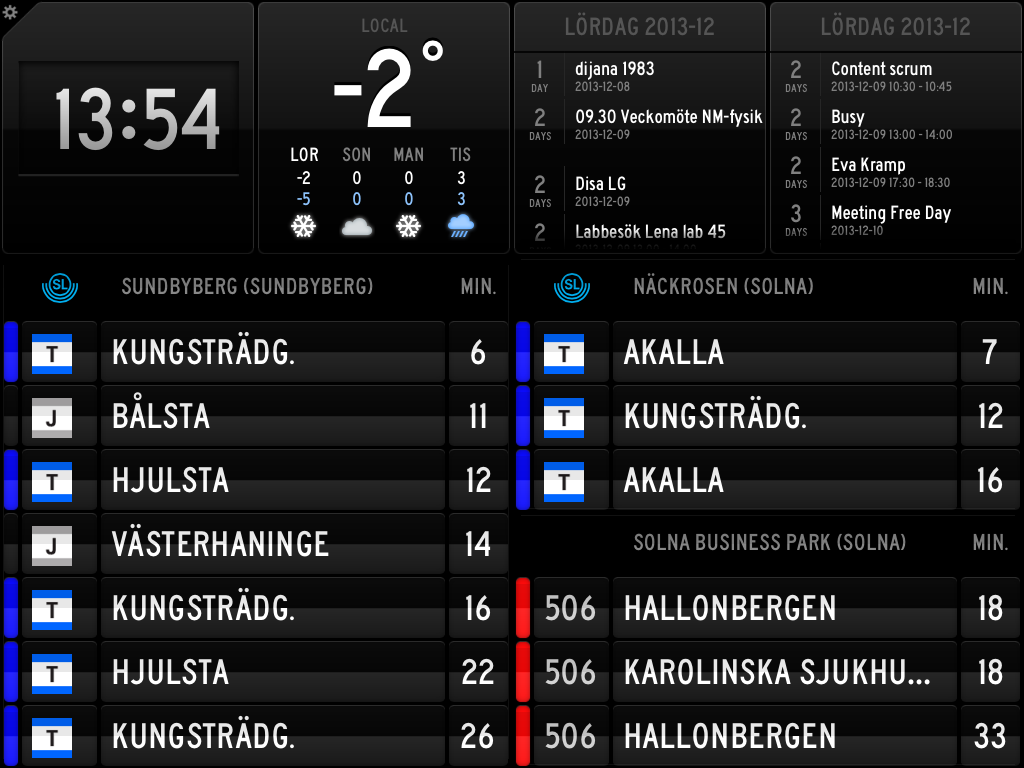 13:54
LOCAL
-2°
LOR SON MAN TIS
-2 0 0 3
-5 0 0 3
LÖRDAG 2013-12
1 DAY dijana 1983
2013-12-08
2 DAYS 09.30 Veckomöte NM-fysik
2013-12-09
2 DAYS Disa LG
2013-12-09
2 Labbesök Lena lab 45
LÖRDAG 2013-12
2 DAYS Content scrum
2013-12-09 10:30 - 10:45
2 DAYS Busy
2013-12-09 13:00 - 14:00
2 DAYS Eva Kramp
2013-12-09 17:30 - 18:30
3 DAYS Meeting Free Day
2013-12-10
SL SUNDBYBERG (SUNDBYBERG) MIN.
T KUNGSTRÄDG. 6
J BÅLSTA 11
T HJULSTA 12
J VÄSTERHANINGE 14
T KUNGSTRÄDG. 16
T HJULSTA 22
T KUNGSTRÄDG. 26
SL NÄCKROSEN (SOLNA) MIN.
T AKALLA 7
T KUNGSTRÄDG. 12
T AKALLA 16
SOLNA BUSINESS PARK (SOLNA) MIN.
506 HALLONBERGEN 18
506 KAROLINSKA SJUKHU... 18
506 HALLONBERGEN 33